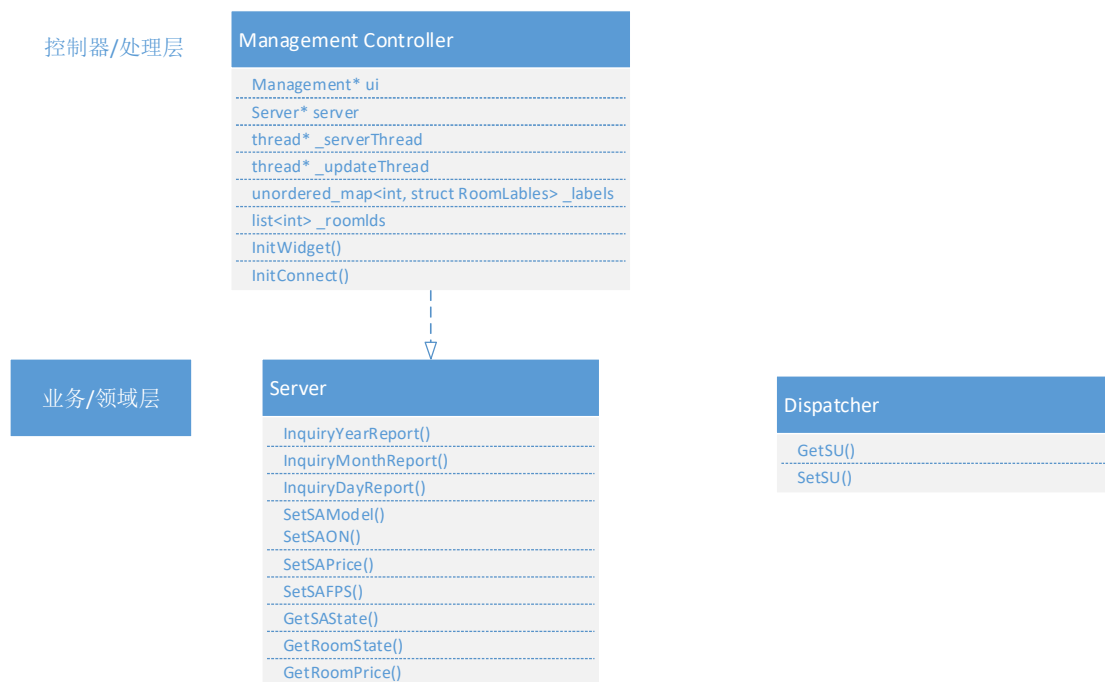 控制器/处理层
Management Controller
Management* ui
Server* server
thread* _serverThread
thread* _updateThread
unordered_map<int, struct RoomLables> _labels
list<int> _roomIds
InitWidget()
InitConnect()
业务/领域层
Server
InquiryYearReport()
InquiryMonthReport()
InquiryDayReport()
SetSAModel()
SetSAON()
SetSAPrice()
SetSAFPS()
GetSAState()
GetRoomState()
GetRoomPrice()
Dispatcher
GetSU()
SetSU()